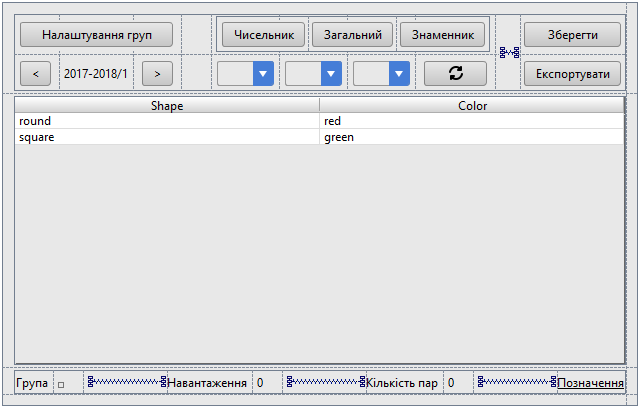 Налаштування груп Чисельник Загальний Знаменник Зберегти
< 2017-2018/1 > Експортувати
Shape Color
round red
square green
Група Навантаження 0 Кількість пар 0 Позначення